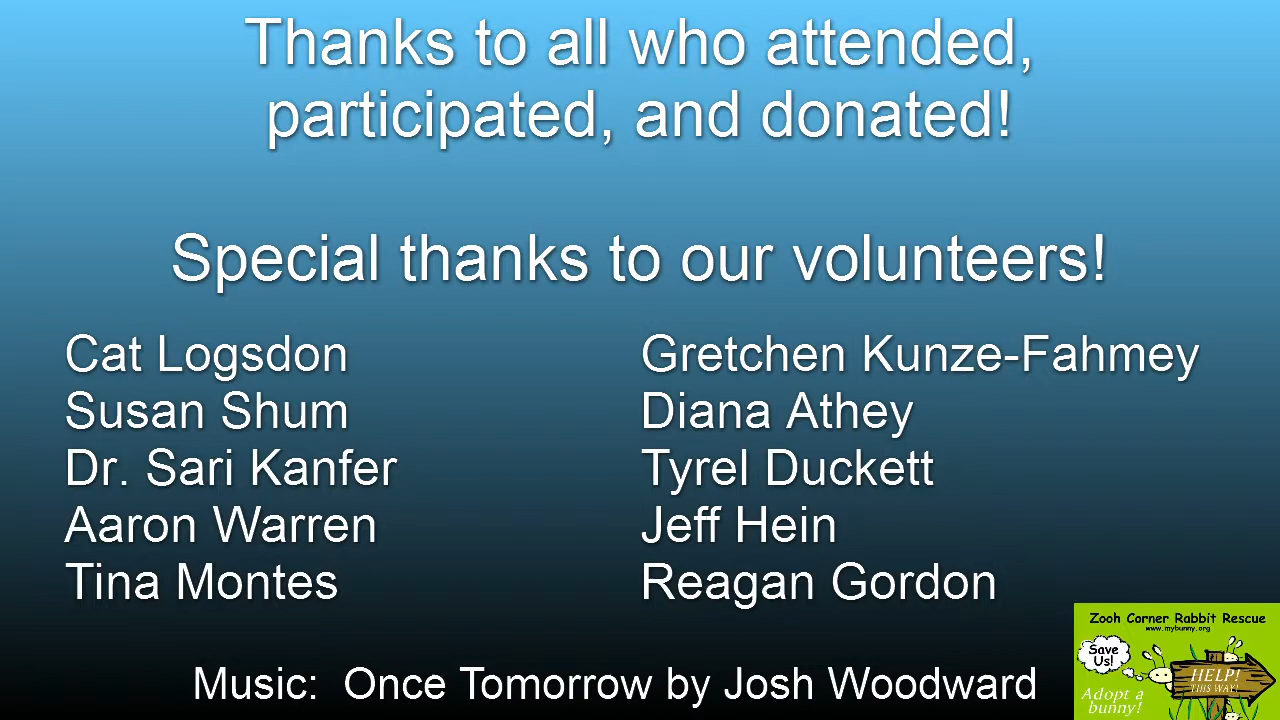 Thanks to all who attended,
participated, and donated!
Special thanks to our volunteers!
Cat Logsdon
Susan Shum
Dr. Sari Kanfer
Aaron Warren
Tina Montes
Gretchen Kunze-Fahmey
Diana Athey
Tyrel Duckett
Jeff Hein
Reagan Gordon
Music: Once Tomorrow by Josh Woodward
Zooh Corner Rabbit Rescue
www.mybunny.org
Save
Us!
HELP!
THIS WAY!
Adopt a
bunny!